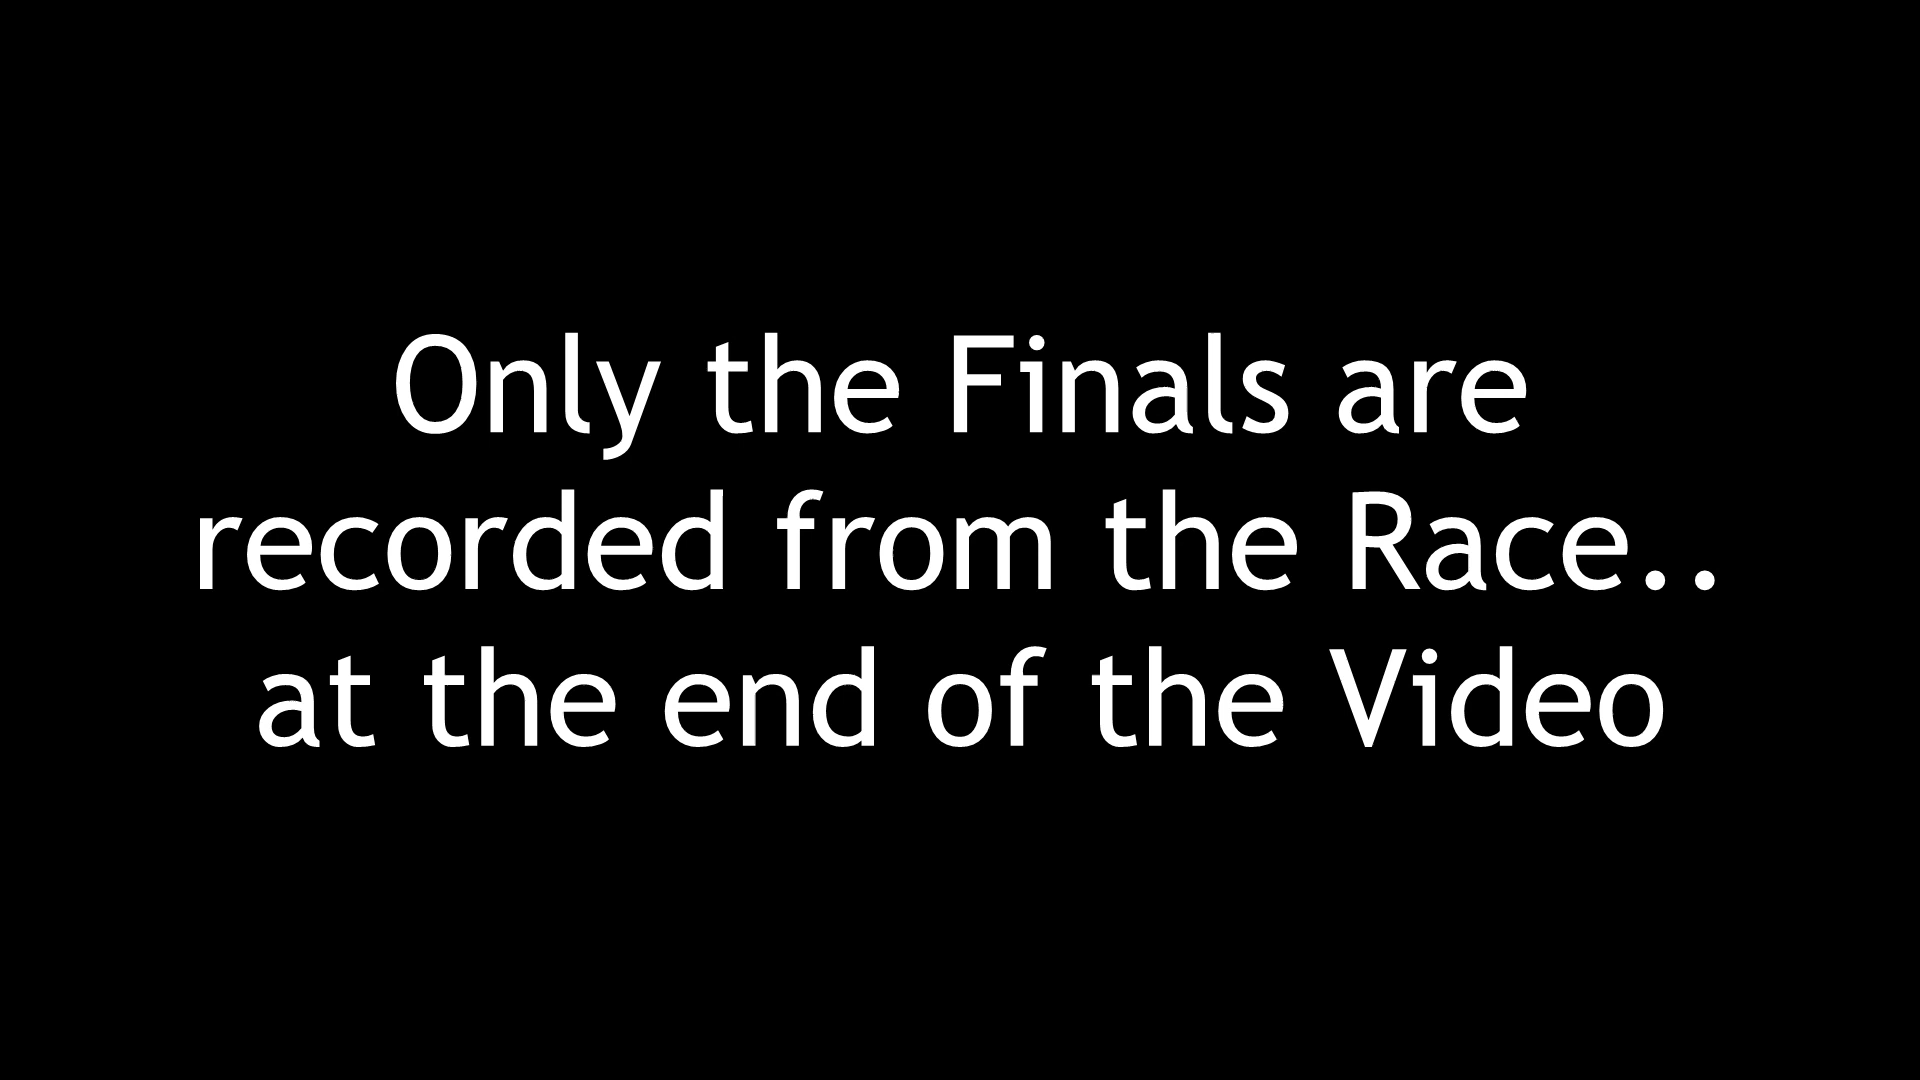 Only the Finals are
recorded from the Race..
at the end of the Video